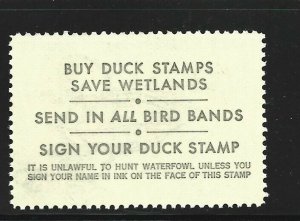 BUY DUCK STAMPS
SAVE WETLANDS
SEND IN ALL BIRD BANDS
SIGN YOUR DUCK STAMP
IT IS UNLAWFUL TO HUNT WATERFOWL UNLESS YOU
SIGN YOUR NAME IN INK ON THE FACE OF THIS STAMP